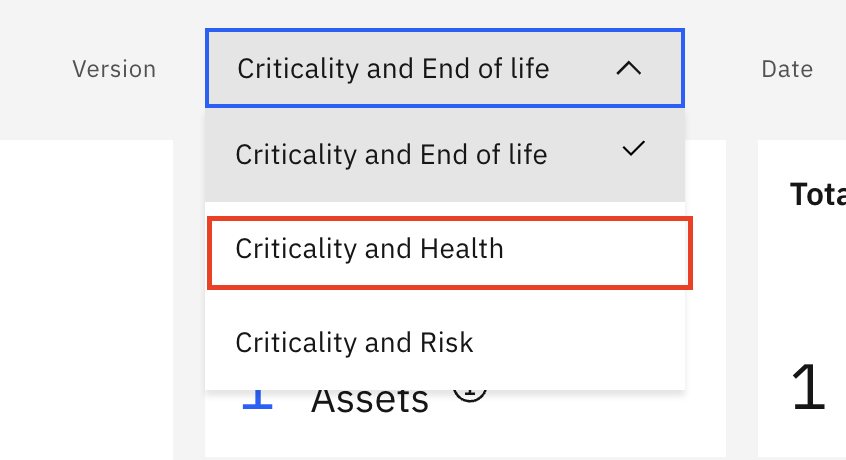 Version
Criticality and End of life
Date
Criticality and End of life
Criticality and Health
Criticality and Risk
1 Assets
1